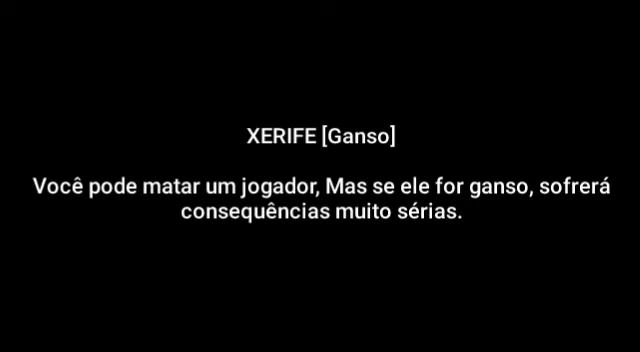 XERIFE [Ganso]
Você pode matar um jogador, Mas se ele for ganso, sofrerá
consequências muito sérias.